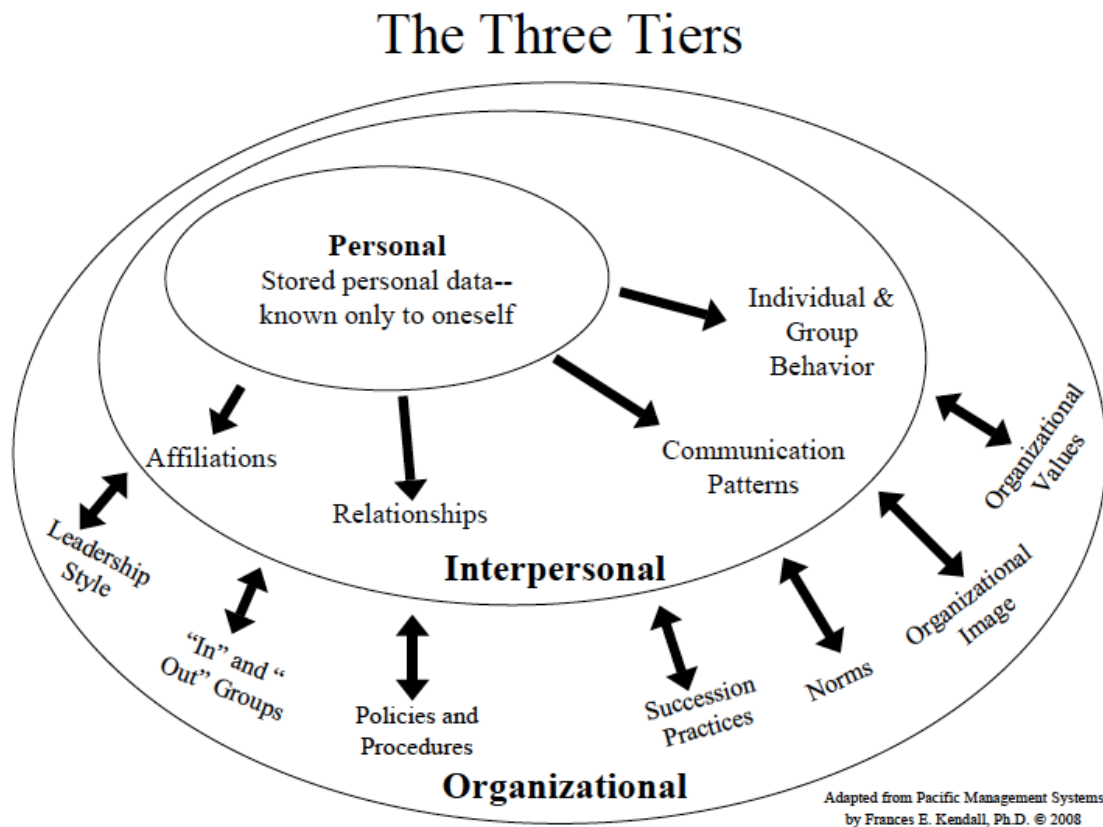 The Three Tiers
Personal
Stored personal data--
known only to oneself
Individual &
Group
Behavior
Affiliations
Relationships
Communication
Patterns
Interpersonal
Leadership
Style
“In” and “
Out” Groups
Policies and
Procedures
Succession
Practices
Norms
Organizational
Image
Organizational
Values
Organizational
Adapted from Pacific Management Systems
by Frances E. Kendall, Ph.D. © 2008